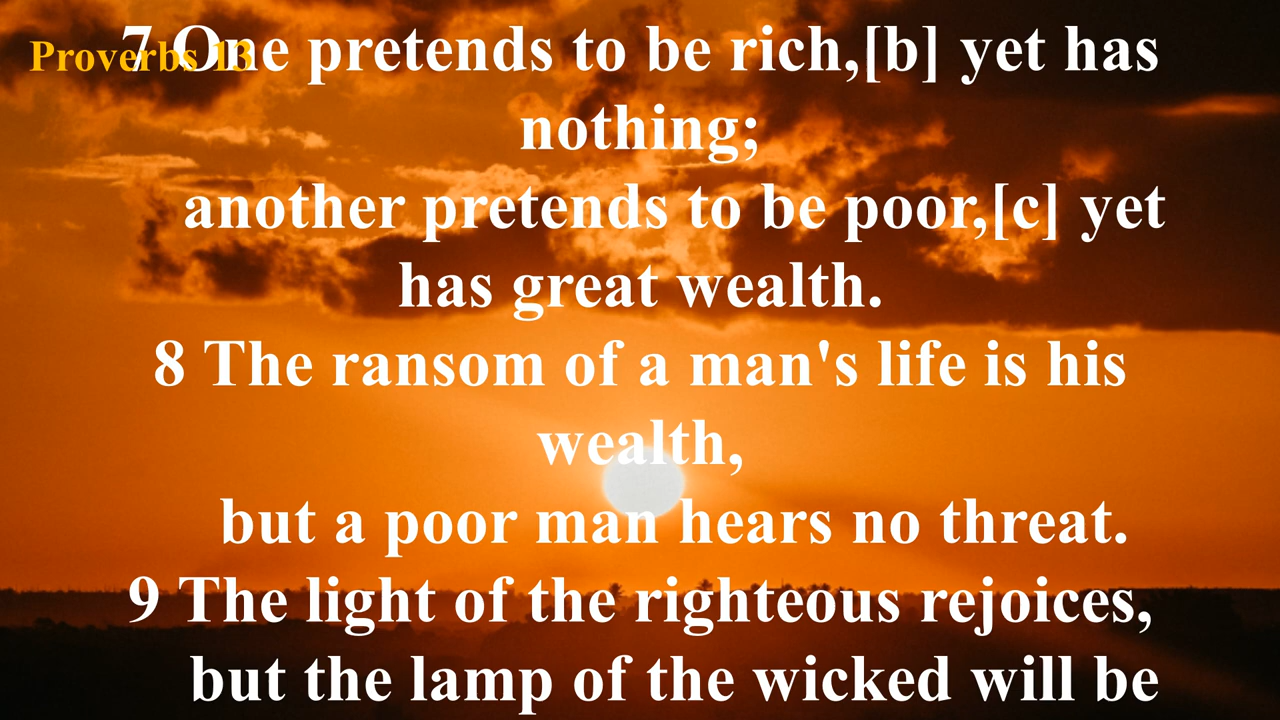 Proverbs 13
7 One pretends to be rich,[b] yet has
nothing;
another pretends to be poor,[c] yet
has great wealth.
8 The ransom of a man's life is his
wealth,
but a poor man hears no threat.
9 The light of the righteous rejoices,
but the lamp of the wicked will be